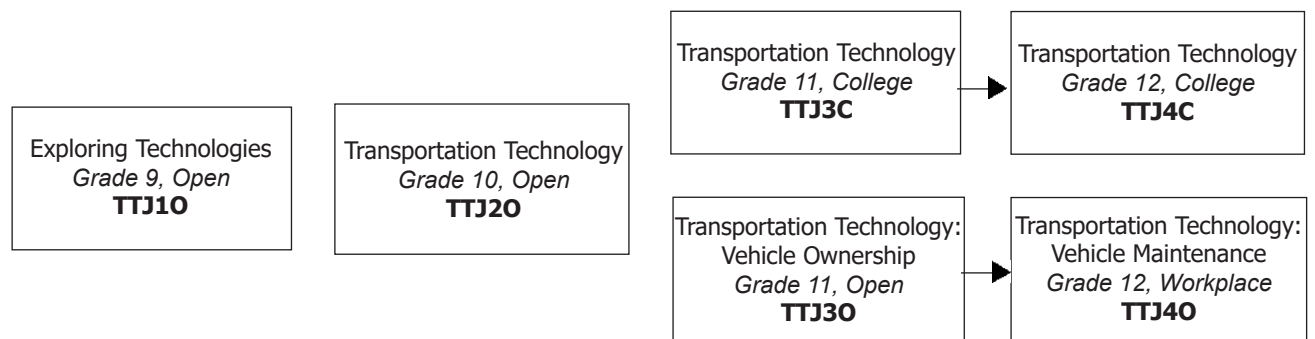 Exploring Technologies
Grade 9, Open
TTJ1O
Transportation Technology
Grade 10, Open
TTJ2O
Transportation Technology
Grade 11, College
TTJ3C
Transportation Technology
Grade 12, College
TTJ4C
Transportation Technology:
Vehicle Ownership
Grade 11, Open
TTJ3O
Transportation Technology:
Vehicle Maintenance
Grade 12, Workplace
TTJ4O